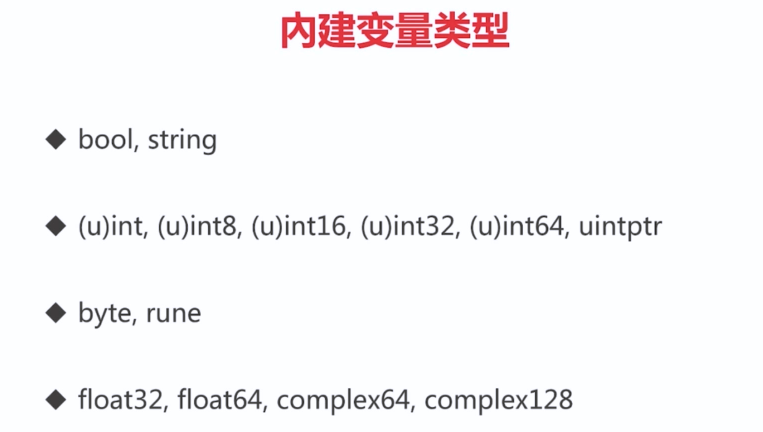 内建变量类型
◆ bool, string
◆ (u)int, (u)int8, (u)int16, (u)int32, (u)int64, uintptr
◆ byte, rune
◆ float32, float64, complex64, complex128